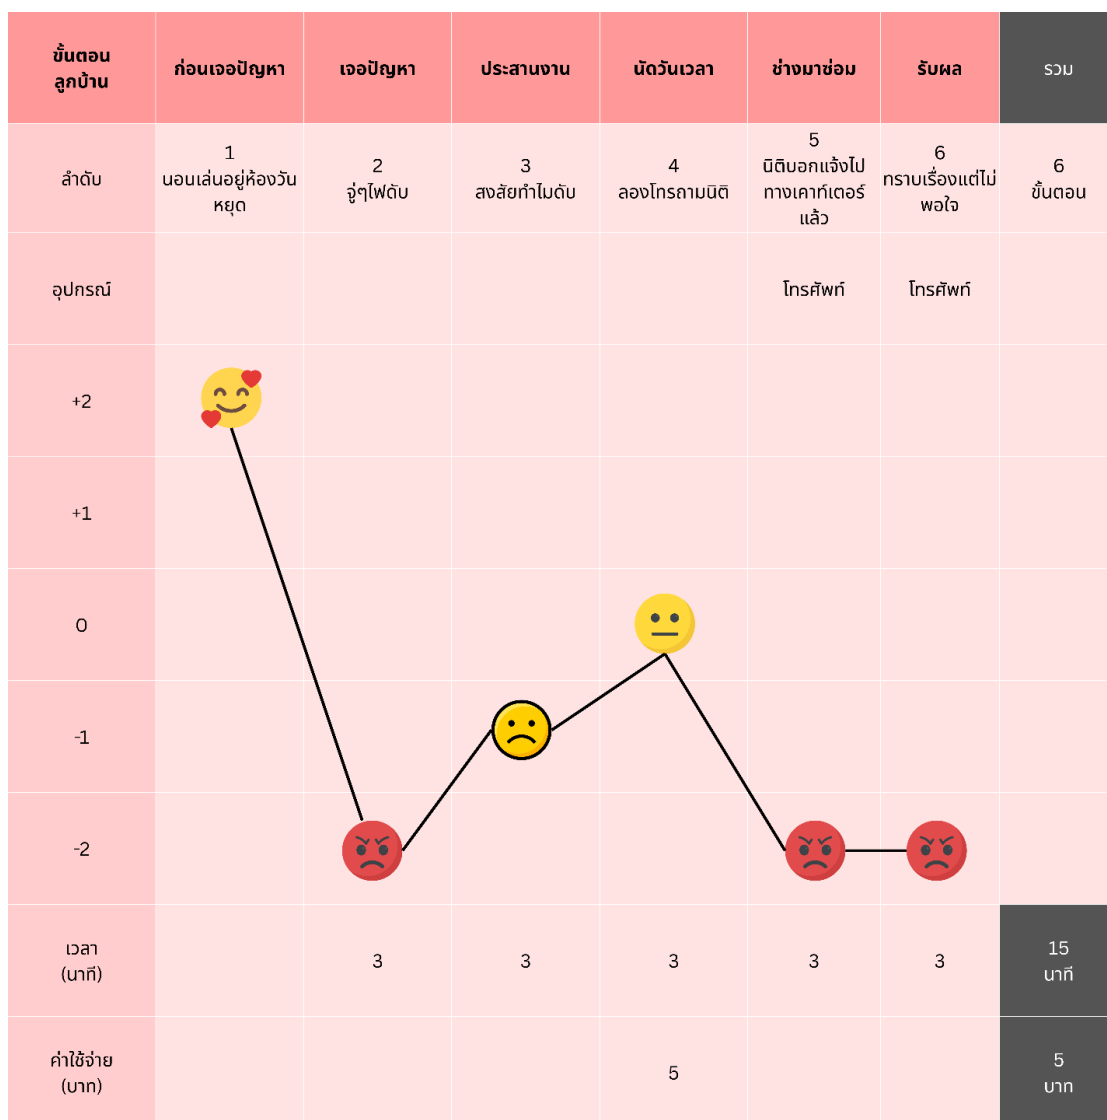 ขั้นตอน
ลูกบ้าน
ก่อนเจอปัญหา
เจอปัญหา
ประสานงาน
นัดวันเวลา
ช่างมาซ่อม
รับผล
รวม
ลำดับ
1
นอนเล่นอยู่ห้องวัน
หยุด
2
จู่ๆไฟดับ
3
สงสัยทำไมดับ
4
ลองโทรถามนิติ
5
นิติบอกแจ้งไป
ทางเคาท์เตอร์
แล้ว
6
ทราบเรื่องแต่ไม่
พอใจ
6
ขั้นตอน
อุปกรณ์
โทรศัพท์
โทรศัพท์
+2
+1
0
-1
-2
เวลา
(นาที)
3
3
3
3
3
15
นาที
ค่าใช้จ่าย
(บาท)
5
5
บาท